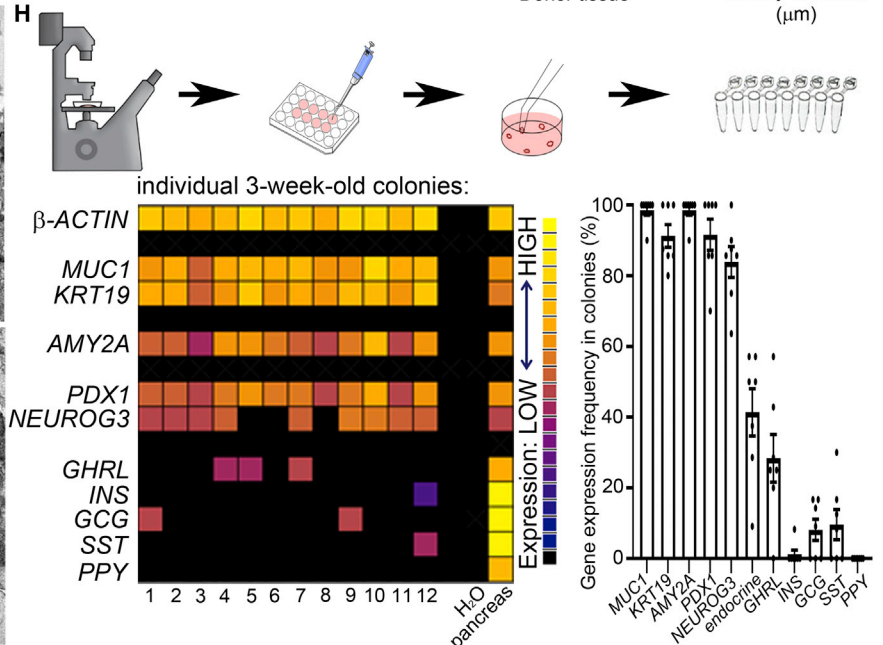 H
(μm)
individual 3-week-old colonies:
β-ACTIN
MUC1
KRT19
AMY2A
PDX1
NEUROG3
GHRL
INS
GCG
SST
PPY
1 2 3 4 5 6 7 8 9 10 11 12 H₂O pancreas
Expression: LOW HIGH
Gene expression frequency in colonies (%)
100
80
60
40
20
0
MUC1 KRT19 AMY2A PDX1 NEUROG3 endocrine GHRL INS GCG SST PPY